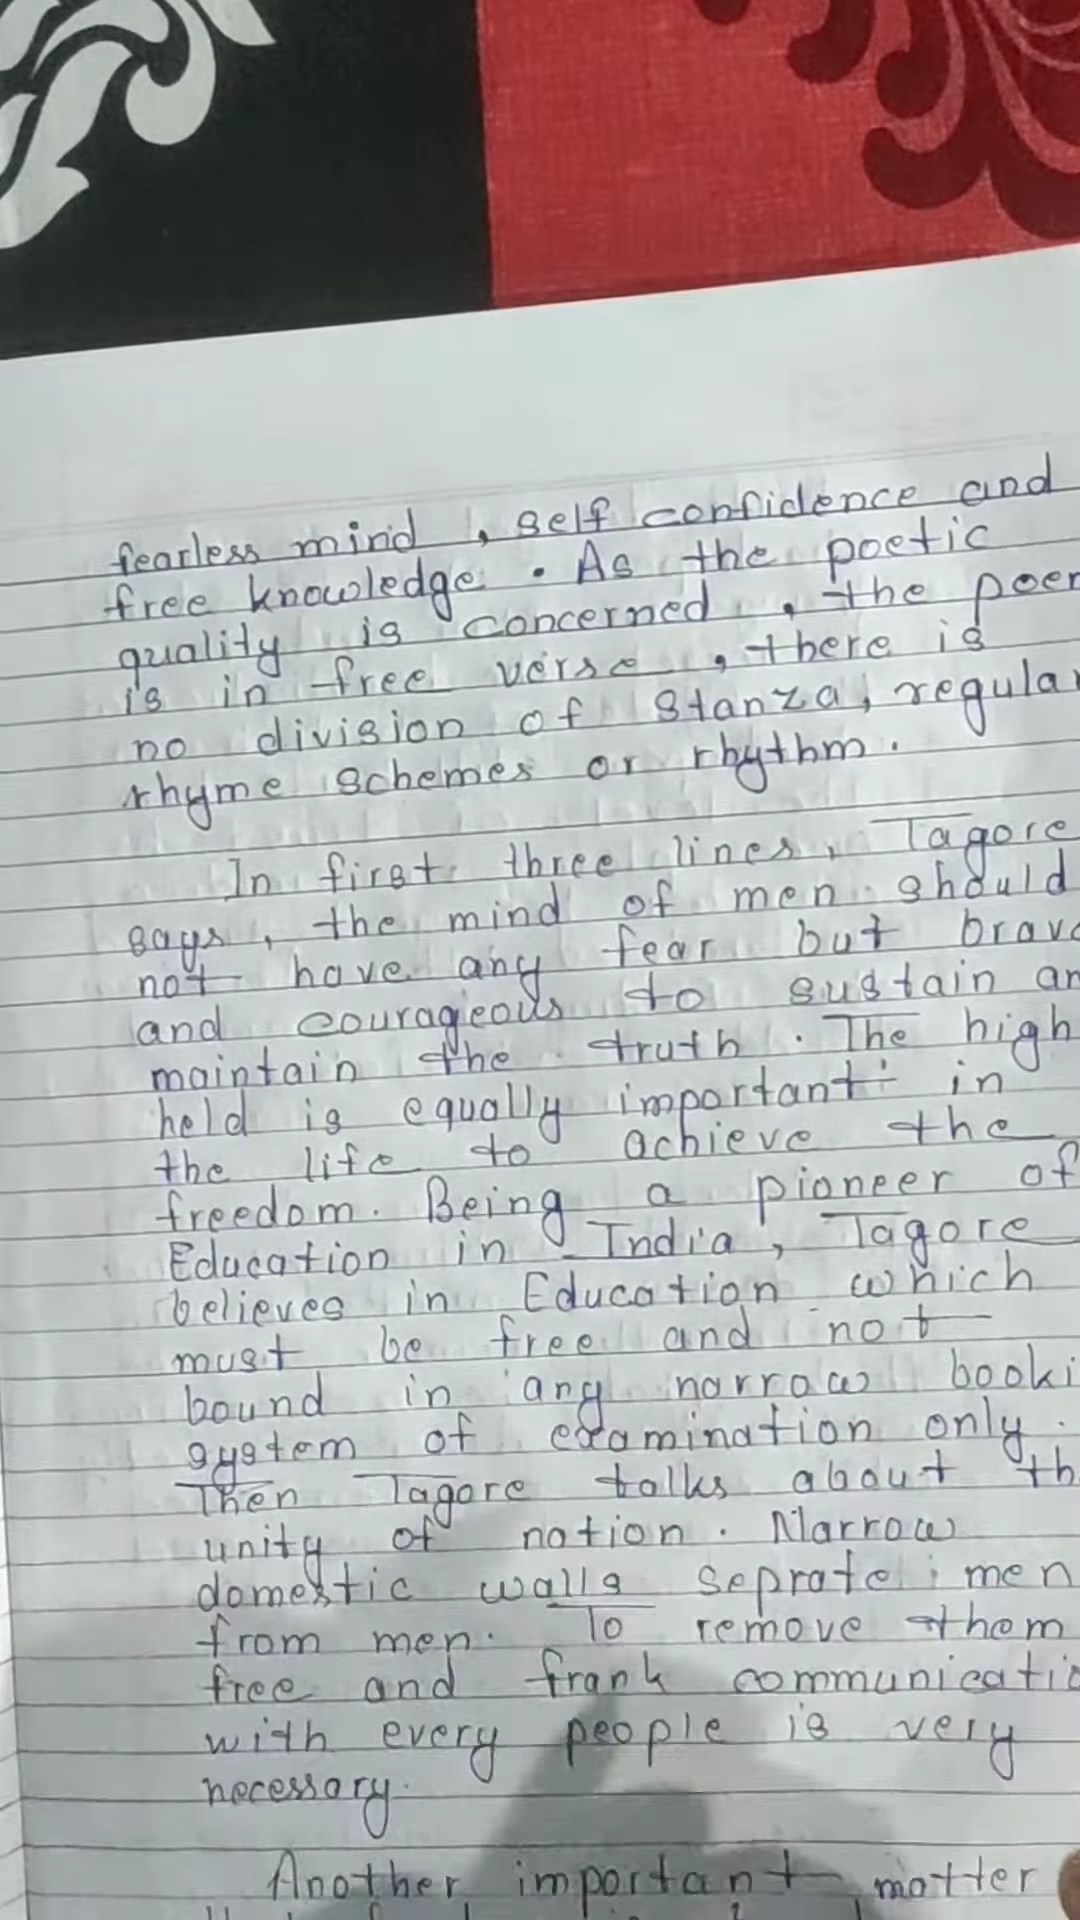 fearless mind, self confidence and
free knowledge. As the poetic
quality is concerned, the poem
is in free verse, there is
no division of stanza, regular
rhyme schemes or rhythm.
In first three lines, Tagore
says, the mind of men should
not have any fear but brave
and courageous to sustain an
maintain the truth. The high
held is equally important in
the life to achieve the
freedom. Being a pioneer of
Education in India, Tagore
believes in Education which
must be free and not
bound in any narrow booki
system of examination only.
Then Tagore talks about th
unity of nation. Narrow
domestic walls seprate men
from men. To remove them
free and frank communicatio
with every people is very
necessary.
Another important matter